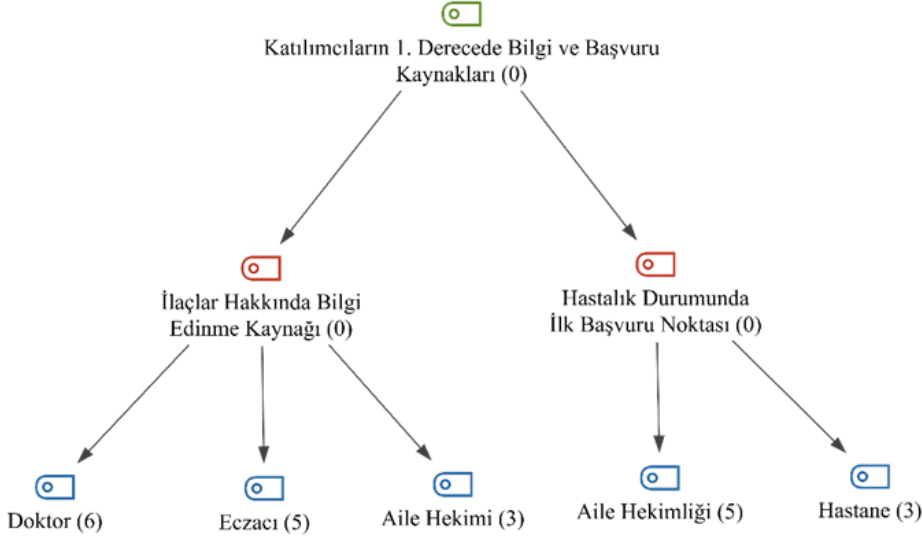 Katılımcıların 1. Derecede Bilgi ve Başvuru
Kaynakları (0)
İlaçlar Hakkında Bilgi
Edinme Kaynağı (0)
Hastalık Durumunda
İlk Başvuru Noktası (0)
Doktor (6)
Eczacı (5)
Aile Hekimi (3)
Aile Hekimliği (5)
Hastane (3)